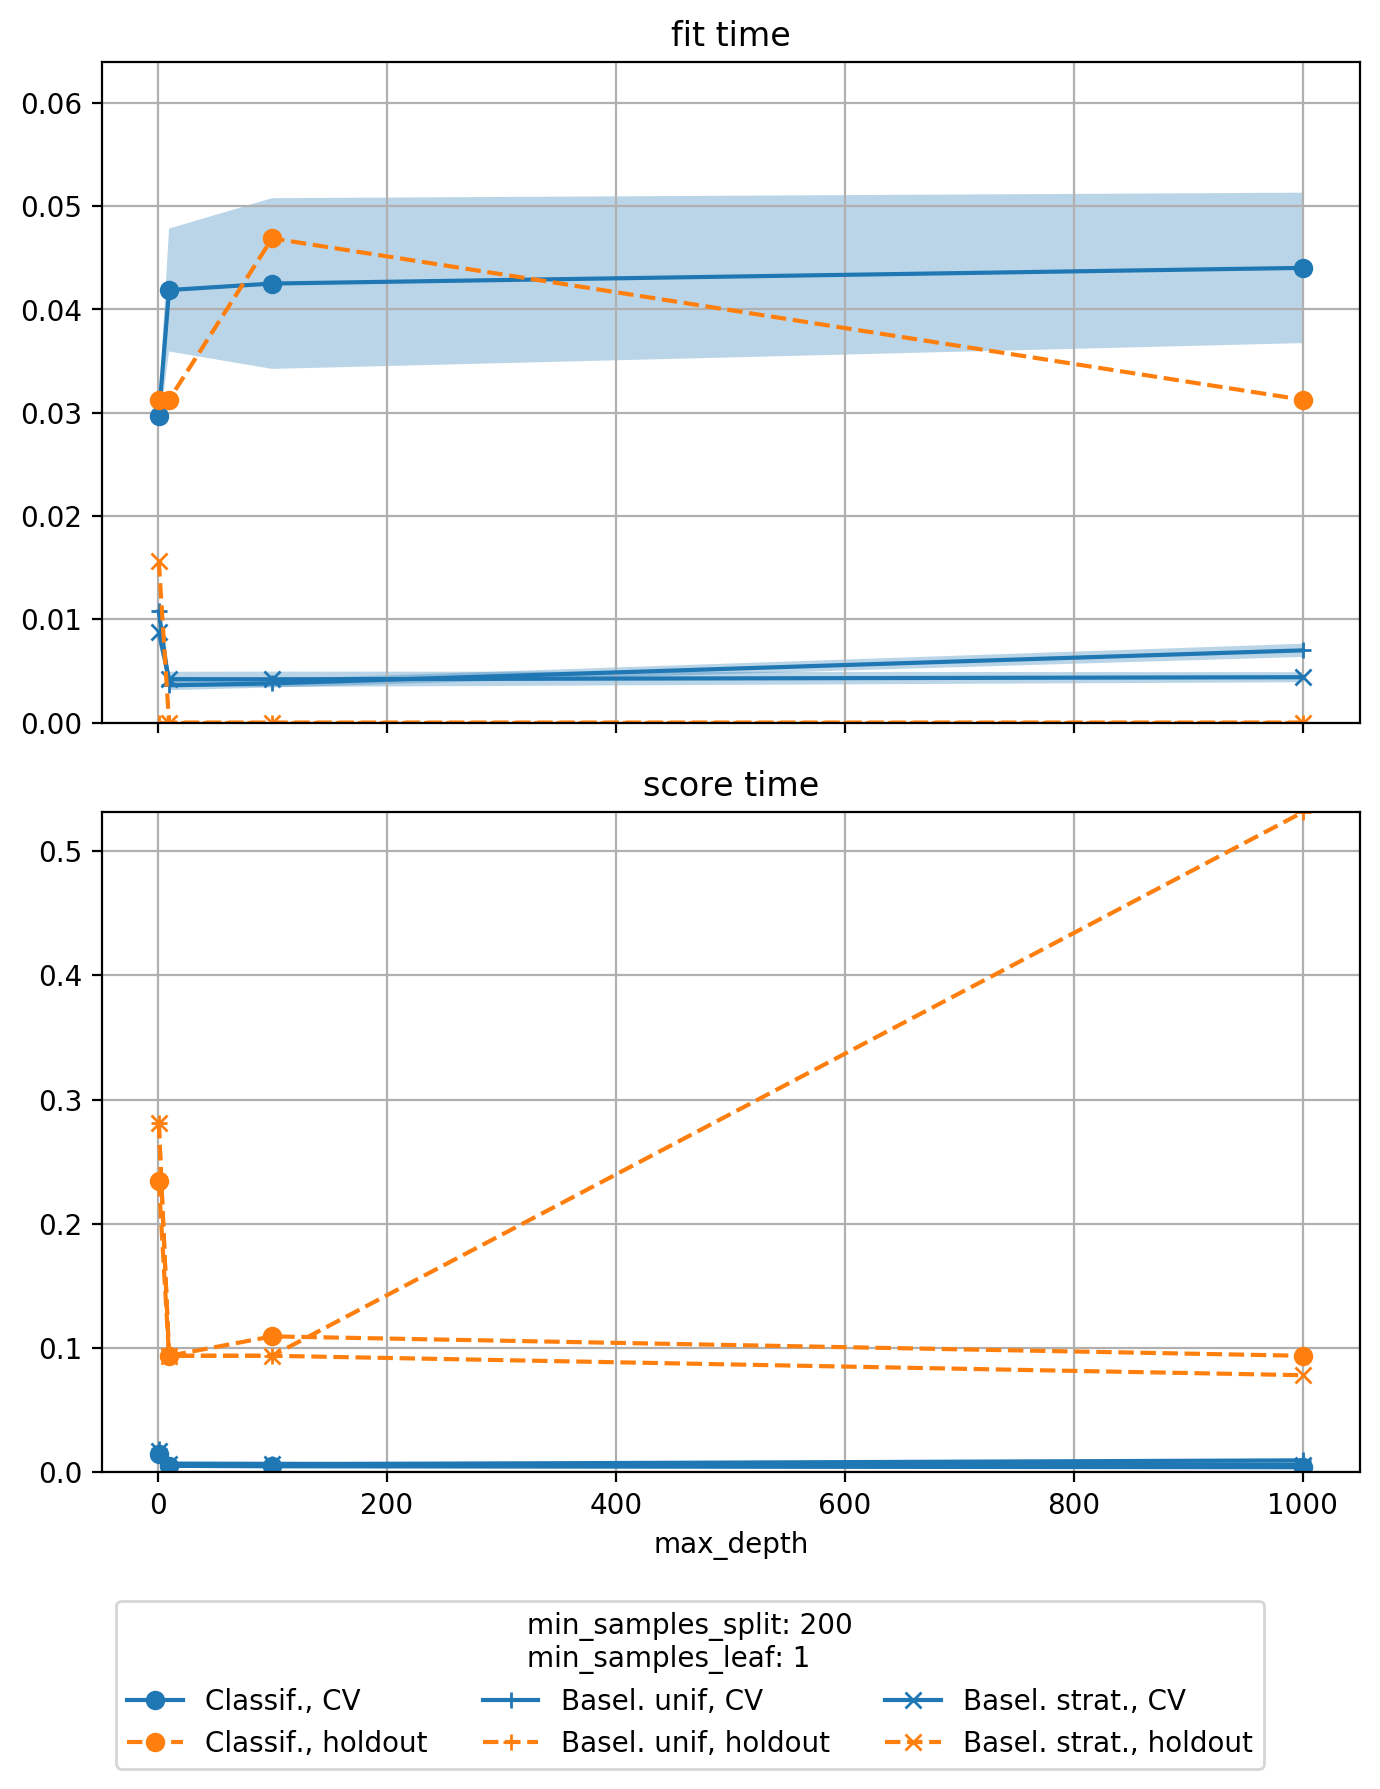 fit time
0.06
0.05
0.04
0.03
0.02
0.01
0.00
score time
0.5
0.4
0.3
0.2
0.1
0.0
0 200 400 600 800 1000
max_depth
min_samples_split: 200
min_samples_leaf: 1
Classif., CV Basel. unif, CV Basel. strat., CV
Classif., holdout Basel. unif, holdout Basel. strat., holdout